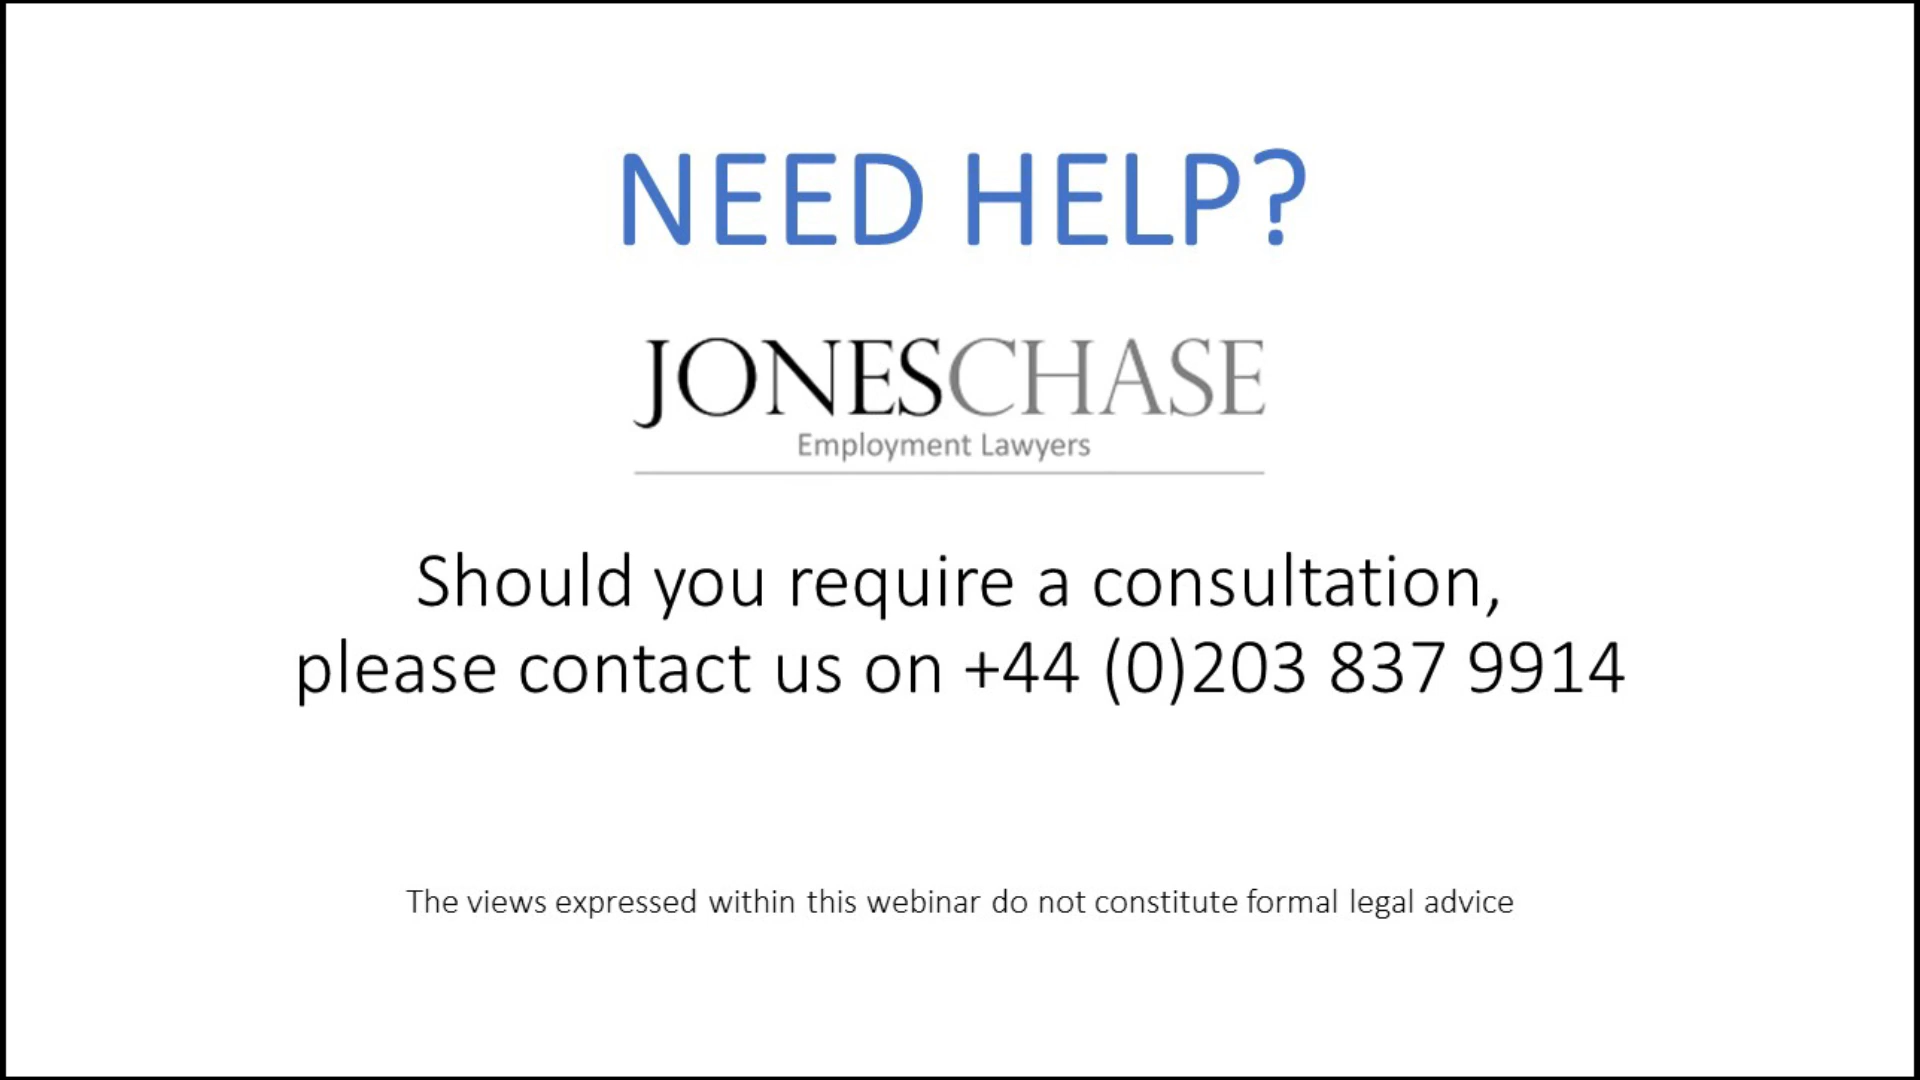 NEED HELP?
JONESCHASE
Employment Lawyers
Should you require a consultation,
please contact us on +44 (0)203 837 9914
The views expressed within this webinar do not constitute formal legal advice